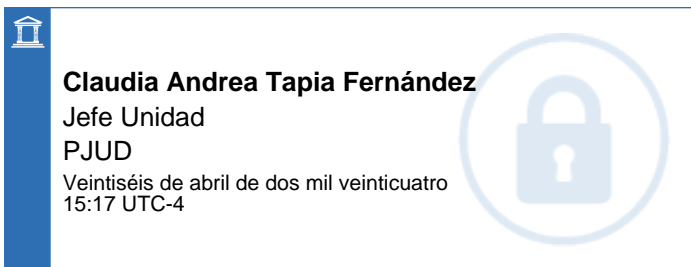 Claudia Andrea Tapia Fernández
Jefe Unidad
PJUD
Veintiséis de abril de dos mil veinticuatro
15:17 UTC-4